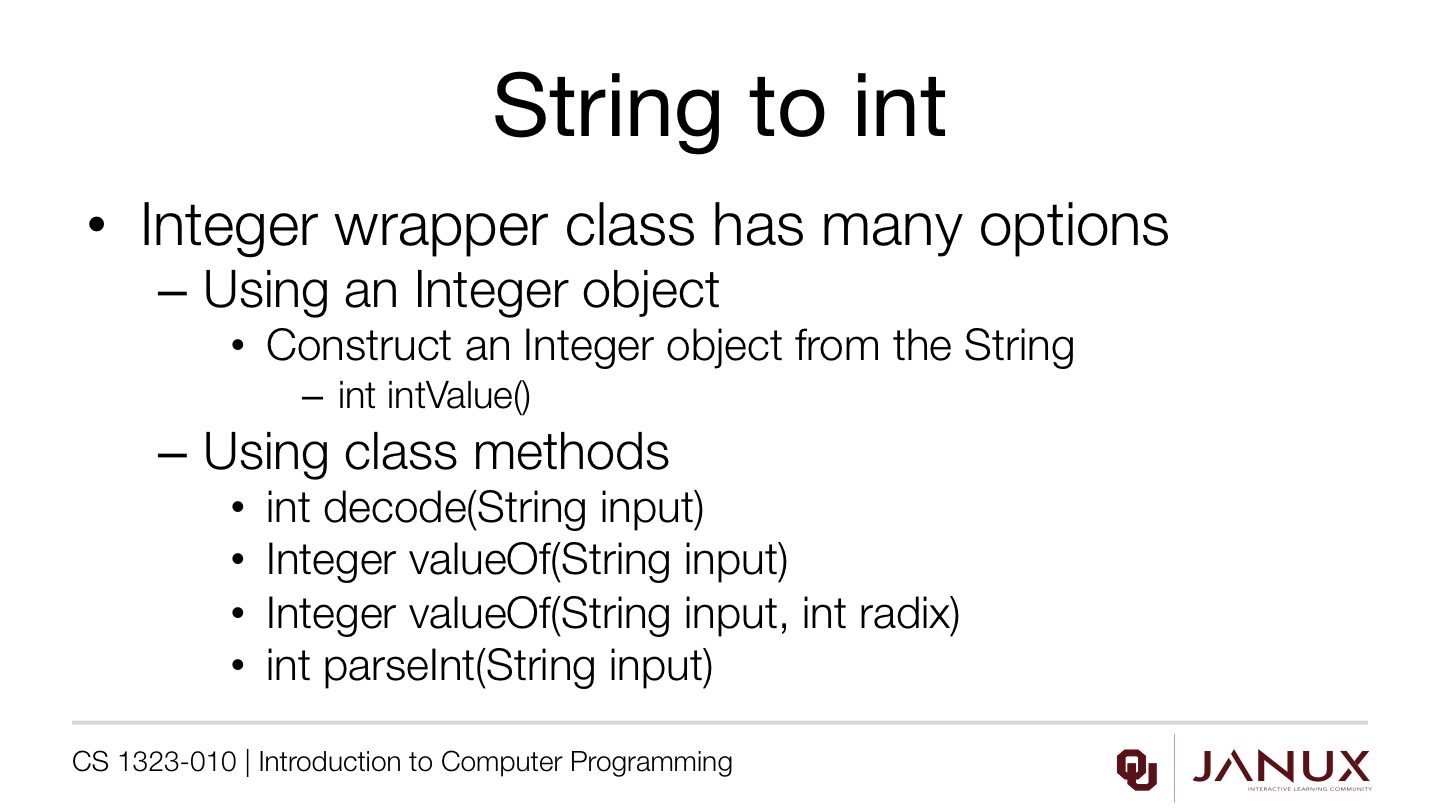 String to int
• Integer wrapper class has many options
– Using an Integer object
• Construct an Integer object from the String
– int intValue()
– Using class methods
• int decode(String input)
• Integer valueOf(String input)
• Integer valueOf(String input, int radix)
• int parseInt(String input)
CS 1323-010 | Introduction to Computer Programming
OU
JANUX
INTERACTIVE LEARNING COMMUNITY